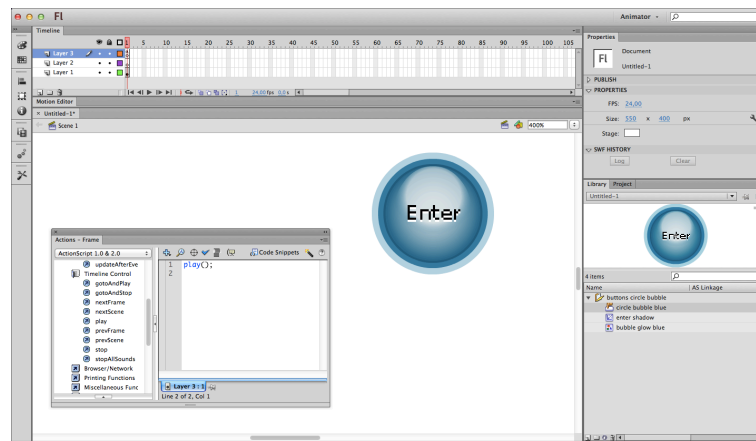 Fl
Animator
Timeline
1 5 10 15 20 25 30 35 40 45 50 55 60 65 70 75 80 85 90 95 100 105
Layer 3
Layer 2
Layer 1
1 24,00 fps 0,0 s
Motion Editor
× Untitled-1*
Scene 1
400%
Enter
Actions - Frame
ActionScript 1.0 & 2.0
Code Snippets
updateAfterEve
Timeline Control
gotoAndPlay
gotoAndStop
nextFrame
nextScene
play
prevFrame
prevScene
stop
stopAllSounds
Browser/Network
Printing Functions
Miscellaneous Func
1 play();
2
Layer 3 : 1
Line 2 of 2, Col 1
Properties
Fl
Document
Untitled-1
PUBLISH
PROPERTIES
FPS: 24,00
Size: 550 x 400 px
Stage:
SWF HISTORY
Log Clear
Library Project
Untitled-1
Enter
4 items
Name AS Linkage
buttons circle bubble
circle bubble blue
enter shadow
bubble glow blue